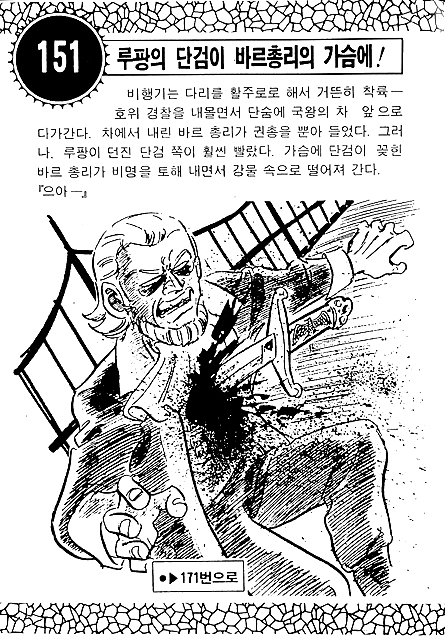 151
루팡의 단검이 바르총리의 가슴에!
비행기는 다리를 활주로로 해서 거뜬히 착륙—
호위 경찰을 내몰면서 단숨에 국왕의 차 앞으로
다가간다. 차에서 내린 바르 총리가 권총을 뽑아 들었다. 그러
나, 루팡이 던진 단검 쪽이 훨씬 빨랐다. 가슴에 단검이 꽂힌
바르 총리가 비명을 토해 내면서 강물 속으로 떨어져 간다.
『으아—』
●▶171번으로